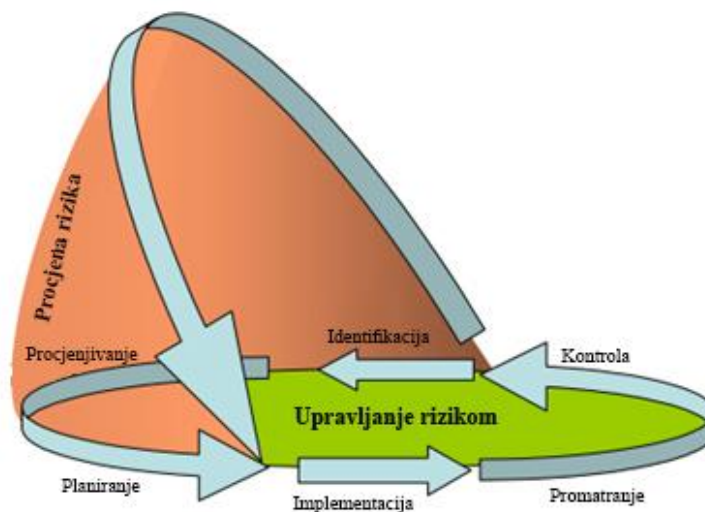 Procjena rizika
Identifikacija
Procjenjivanje
Kontrola
Upravljanje rizikom
Planiranje
Implementacija
Promatranje